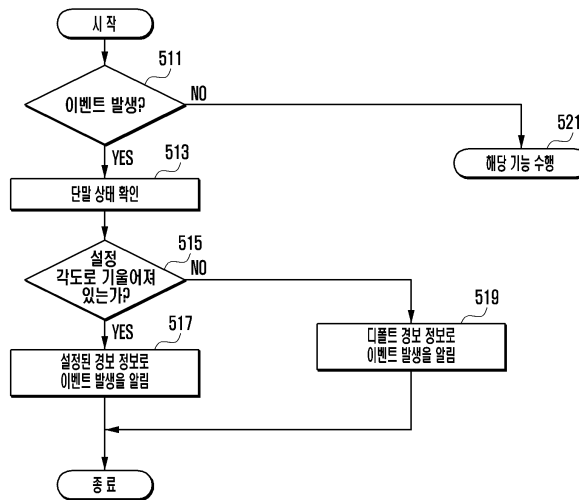 시작
511
이벤트 발생?
NO
521
해당 기능 수행
YES
513
단말 상태 확인
515
설정
각도로 기울어져
있는가?
NO
519
디폴트 경보 정보로
이벤트 발생을 알림
YES
517
설정된 경보 정보로
이벤트 발생을 알림
종료